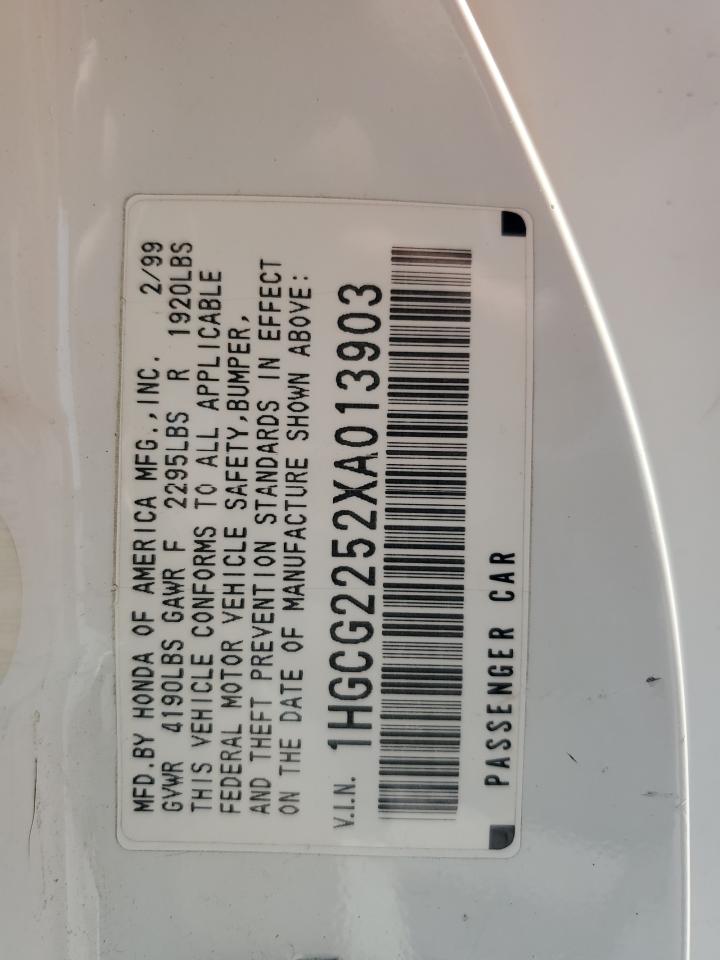 MFD.BY HONDA OF AMERICA MFG.,INC. 2/99
GVWR 4190LBS GAWR F 2295LBS R 1920LBS
THIS VEHICLE CONFORMS TO ALL APPLICABLE
FEDERAL MOTOR VEHICLE SAFETY,BUMPER,
AND THEFT PREVENTION STANDARDS IN EFFECT
ON THE DATE OF MANUFACTURE SHOWN ABOVE:
V.I.N. 1HGCG2252XA013903
PASSENGER CAR